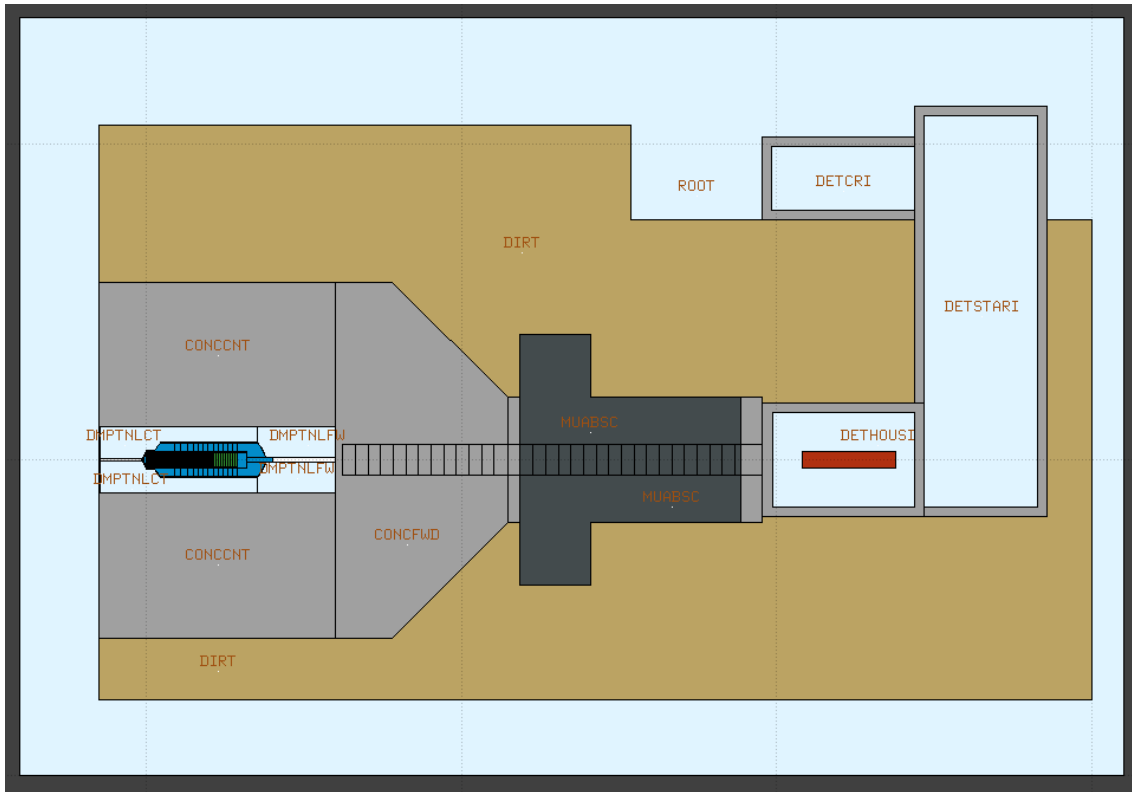 ROOT
DETCRI
DIRT
DETSTARI
CONCCNT
MUABSC
DMPTNLCT
DMPTNLFW
DETHOUSI
DMPTNLFW
DMPTNLCT
MUABSC
CONCFWD
CONCCNT
DIRT